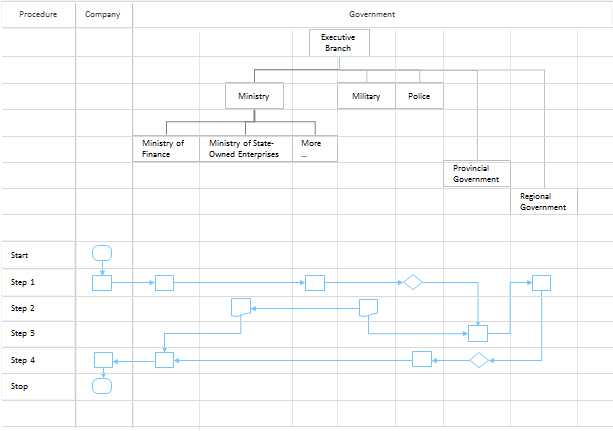 Procedure
Company
Government
Executive
Branch
Ministry
Military
Police
Ministry of
Finance
Ministry of State-
Owned Enterprises
More
...
Provincial
Government
Regional
Government
Start
Step 1
Step 2
Step 3
Step 4
Stop